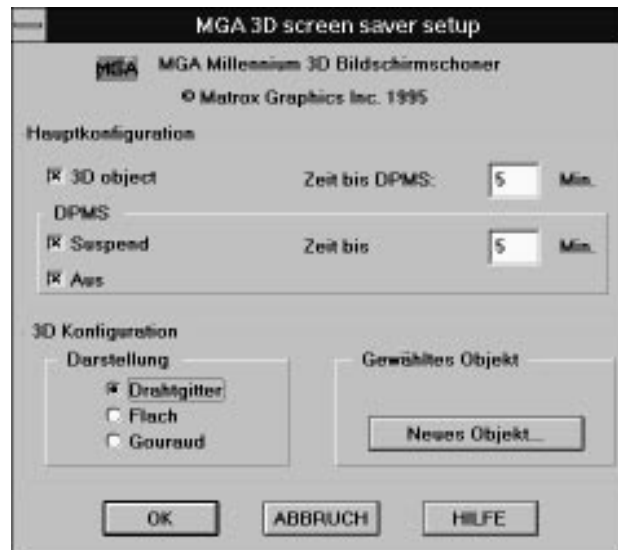 MGA 3D screen saver setup
MGA MGA Millennium 3D Bildschirmschoner
© Matrox Graphics Inc. 1995
Hauptkonfiguration
3D object Zeit bis DPMS: 5 Min.
DPMS
Suspend Zeit bis 5 Min.
Aus
3D Konfiguration
Darstellung Gewähltes Objekt
Drahtgitter
Flach
Gouraud
Neues Objekt...
OK ABBRUCH HILFE